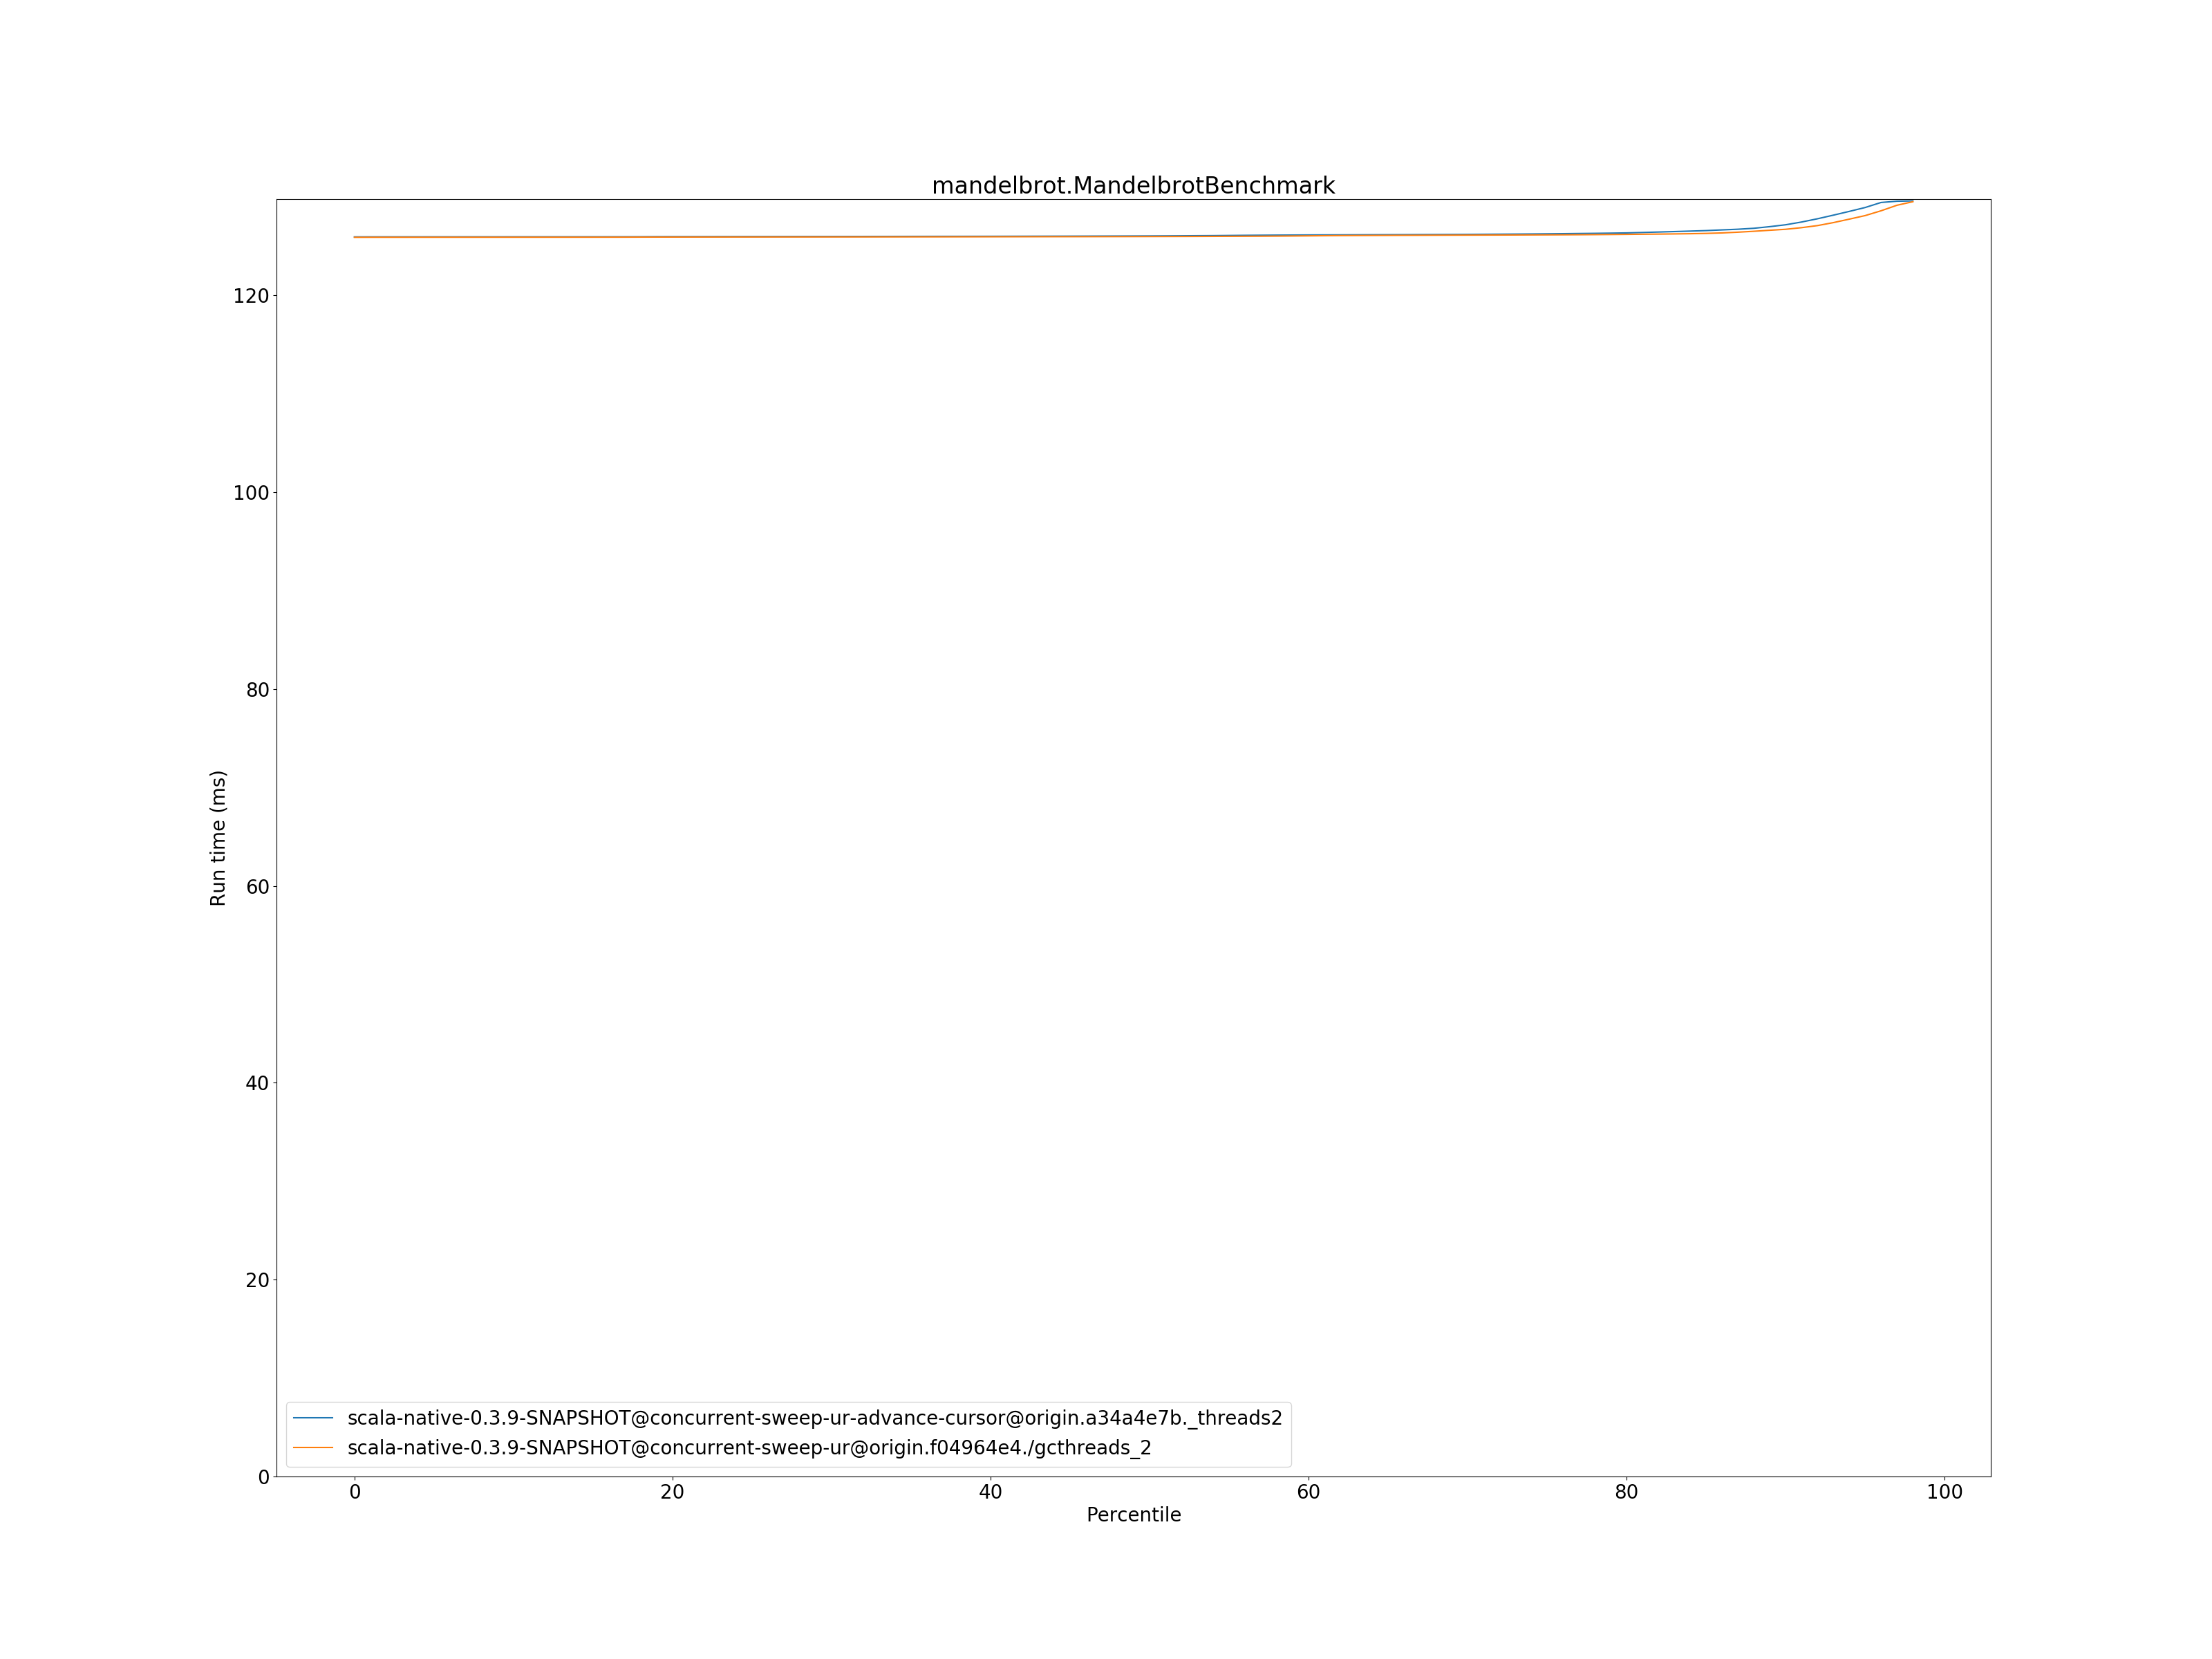 mandelbrot.MandelbrotBenchmark
120
100
80
60
40
20
0
Run time (ms)
scala-native-0.3.9-SNAPSHOT@concurrent-sweep-ur-advance-cursor@origin.a34a4e7b._threads2
scala-native-0.3.9-SNAPSHOT@concurrent-sweep-ur@origin.f04964e4./gcthreads_2
0 20 40 60 80 100
Percentile